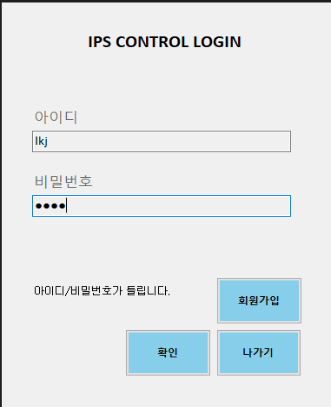 IPS CONTROL LOGIN
아이디
lkj
비밀번호
●●●●
아이디/비밀번호가 틀립니다.
회원가입
확인
나가기